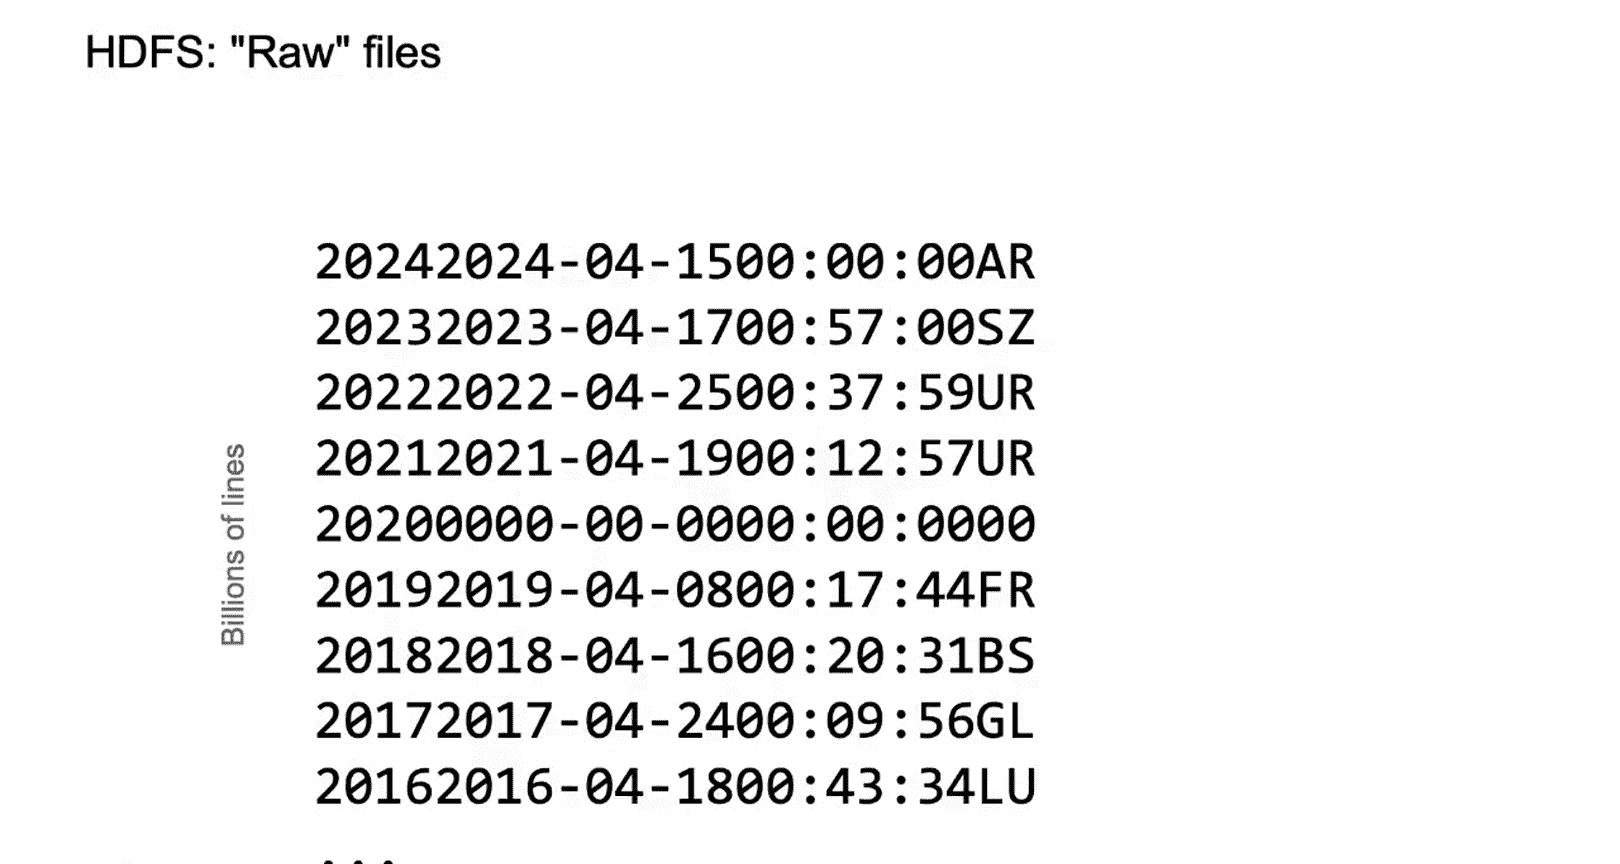 HDFS: "Raw" files
20242024-04-1500:00:00AR
20232023-04-1700:57:00SZ
20222022-04-2500:37:59UR
20212021-04-1900:12:57UR
20200000-00-0000:00:0000
20192019-04-0800:17:44FR
20182018-04-1600:20:31BS
20172017-04-2400:09:56GL
20162016-04-1800:43:34LU
...
Billions of lines